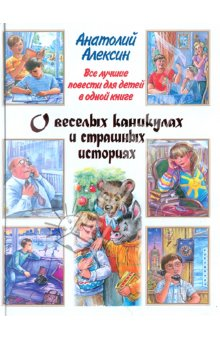 Анатолий
Алексин
Все лучшие
повести для детей
в одной книге
О веселых каникулах
и страшных
историях